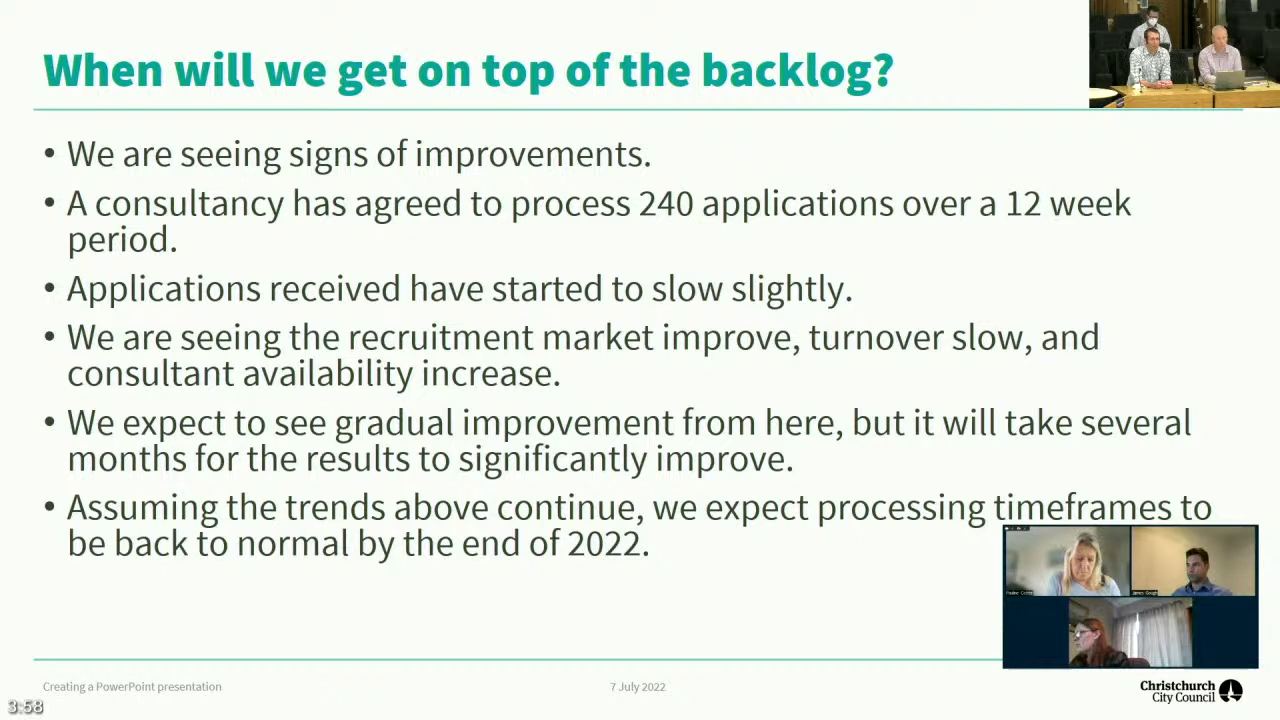 When will we get on top of the backlog?
• We are seeing signs of improvements.
• A consultancy has agreed to process 240 applications over a 12 week
period.
• Applications received have started to slow slightly.
• We are seeing the recruitment market improve, turnover slow, and
consultant availability increase.
• We expect to see gradual improvement from here, but it will take several
months for the results to significantly improve.
• Assuming the trends above continue, we expect processing timeframes to
be back to normal by the end of 2022.
James Gough
Creating a PowerPoint presentation
7 July 2022
Christchurch
City Council
3:58